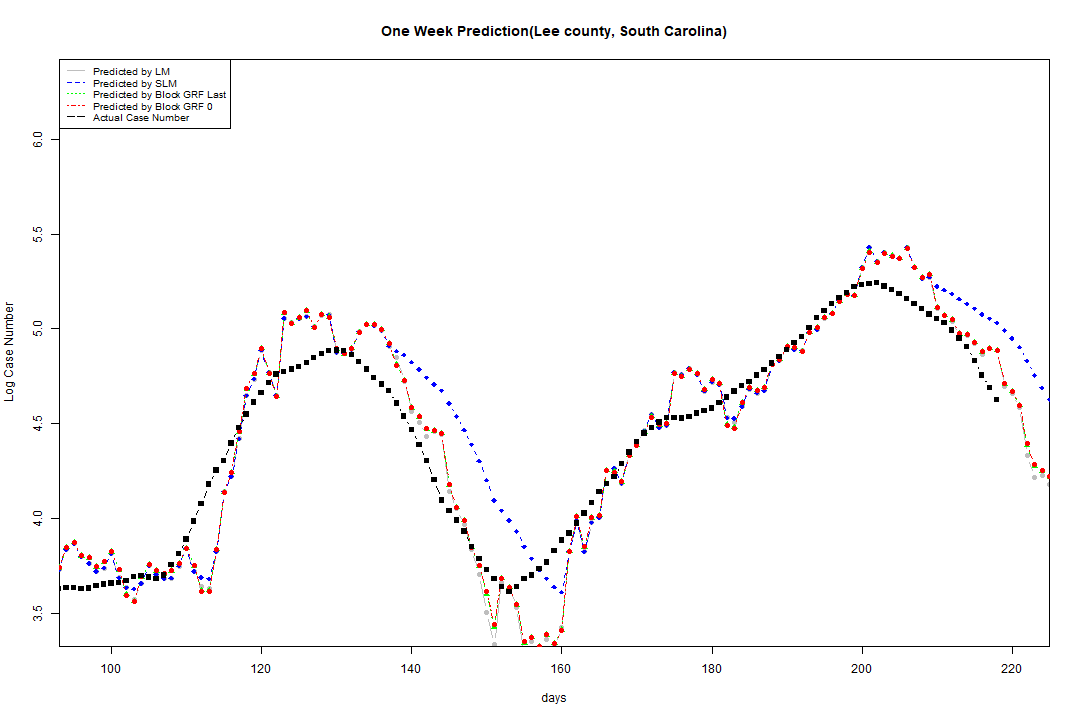 One Week Prediction(Lee county, South Carolina)
Predicted by LM
Predicted by SLM
Predicted by Block GRF Last
Predicted by Block GRF 0
Actual Case Number
Log Case Number
6.0
5.5
5.0
4.5
4.0
3.5
100 120 140 160 180 200 220
days